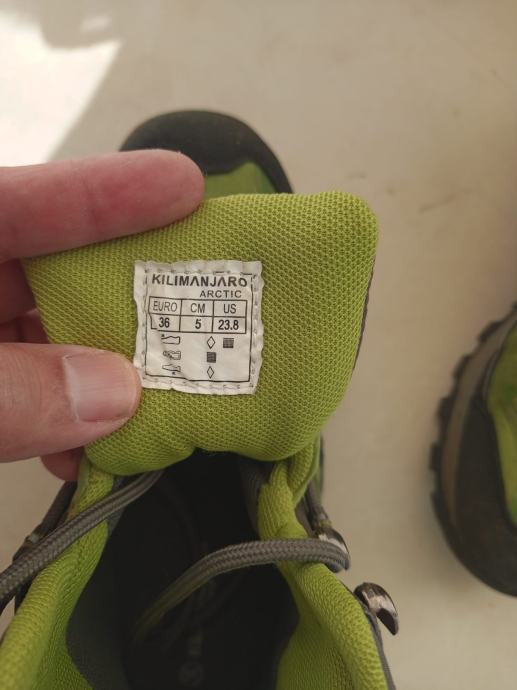 KILIMANJARO
ARCTIC
EURO CM US
36 5 23.8